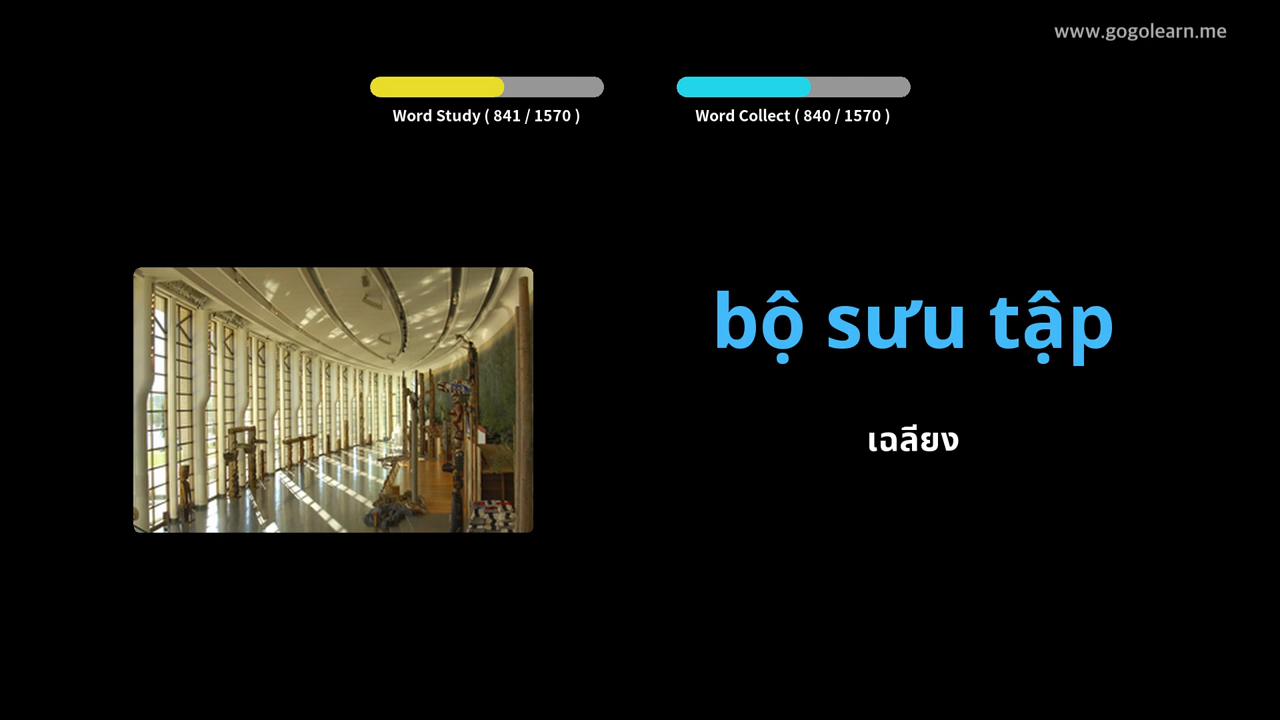 www.gogolearn.me
Word Study ( 841 / 1570 )
Word Collect ( 840 / 1570 )
bộ sưu tập
เฉลียง